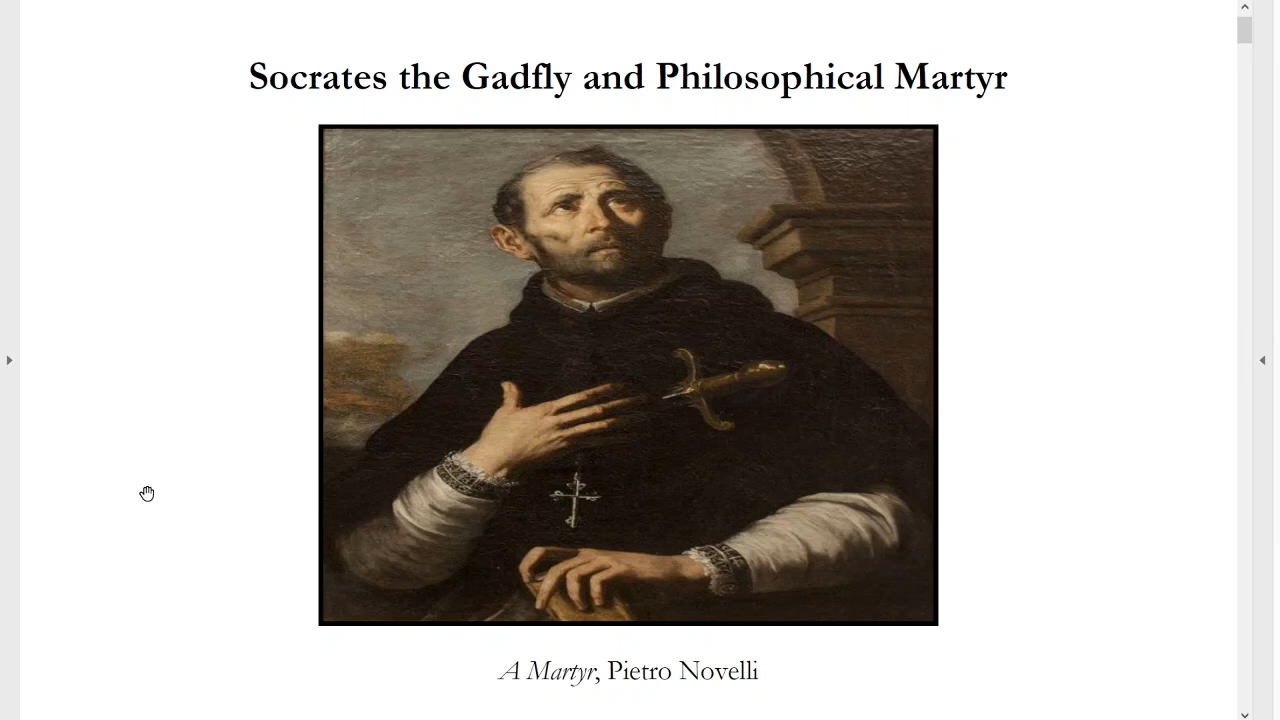 Socrates the Gadfly and Philosophical Martyr
A Martyr, Pietro Novelli